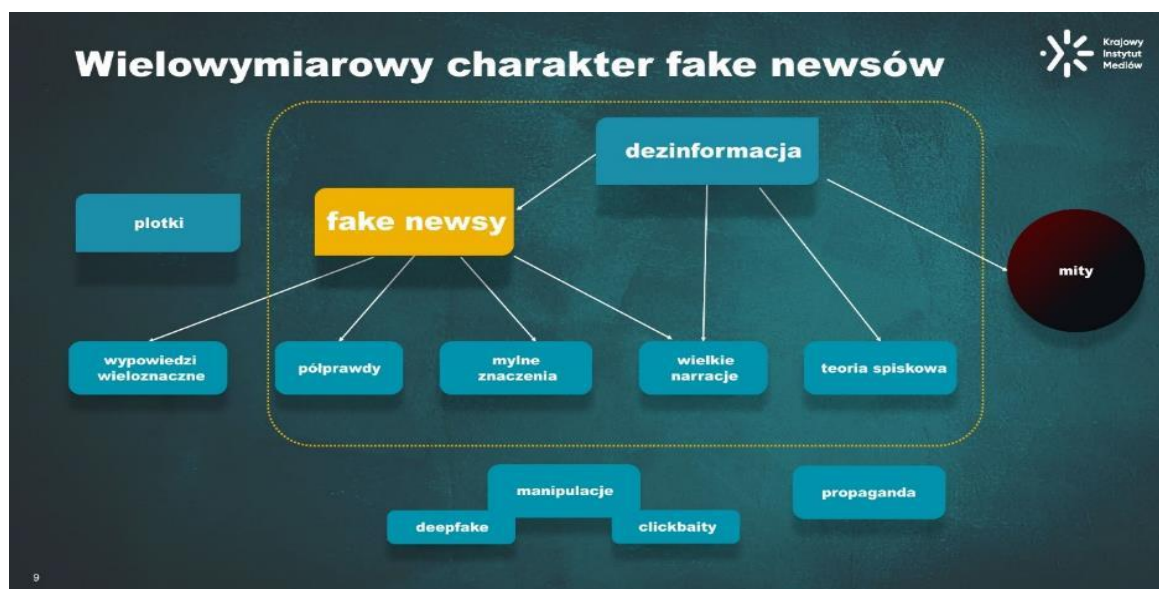 Wielowymiarowy charakter fake newsów
Krajowy
Instytut
Mediów
dezinformacja
plotki
fake newsy
mity
wypowiedzi
wieloznaczne
półprawdy
mylne
znaczenia
wielkie
narracje
teoria spiskowa
manipulacje
propaganda
deepfake
clickbaity
9